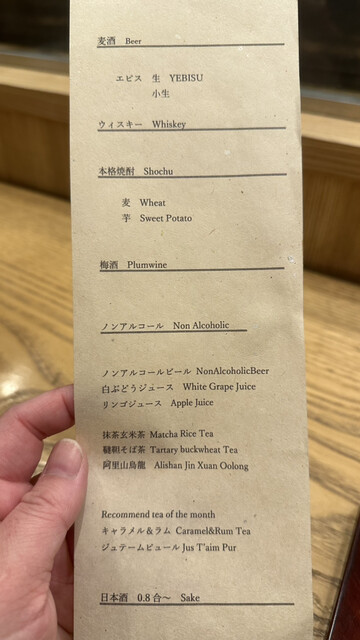 麦酒 Beer
エビス 生 YEBISU
小生
ウィスキー Whiskey
本格焼酎 Shochu
麦 Wheat
芋 Sweet Potato
梅酒 Plumwine
ノンアルコール Non Alcoholic
ノンアルコールビール NonAlcoholicBeer
白ぶどうジュース White Grape Juice
リンゴジュース Apple Juice
抹茶玄米茶 Matcha Rice Tea
韃靼そば茶 Tartary buckwheat Tea
阿里山烏龍 Alishan Jin Xuan Oolong
Recommend tea of the month
キャラメル＆ラム Caramel&Rum Tea
ジュテームピュール Jus T'aim Pur
日本酒 0.8合〜 Sake